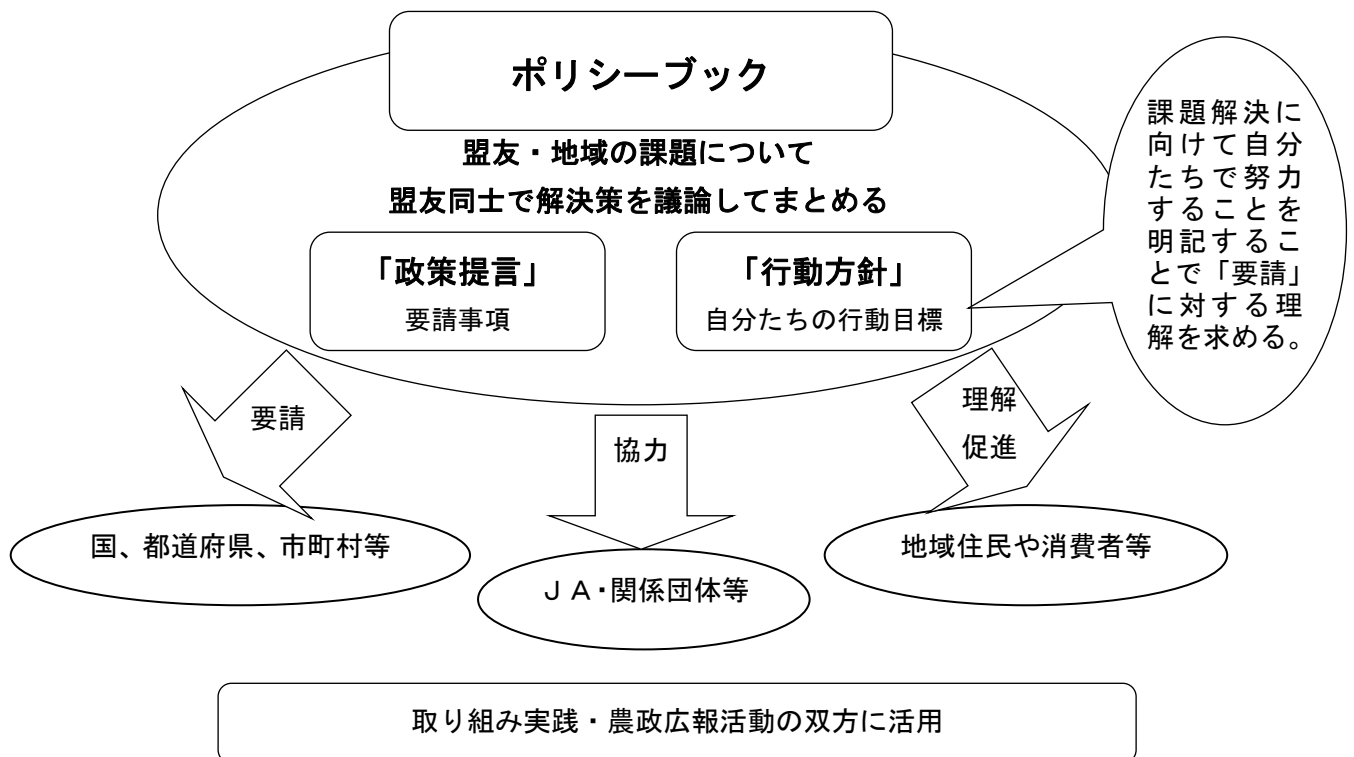 ポリシーブック
盟友・地域の課題について
盟友同士で解決策を議論してまとめる
「政策提言」
要請事項
「行動方針」
自分たちの行動目標
課題解決に
向けて自分
たちで努力
することを
明記するこ
とで「要請」
に対する理
解を求める。
要請
協力
理解
促進
国、都道府県、市町村等
ＪＡ・関係団体等
地域住民や消費者等
取り組み実践・農政広報活動の双方に活用